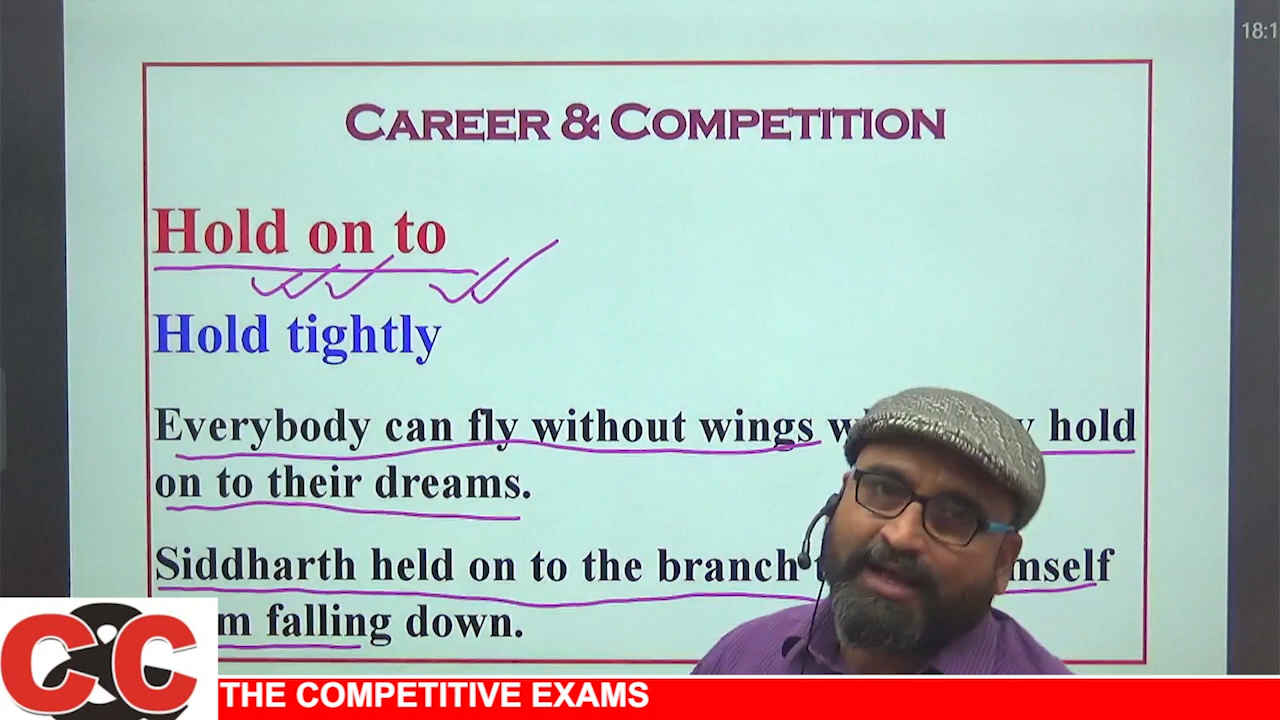 18:1
CAREER & COMPETITION
Hold on to
Hold tightly
Everybody can fly without wings hold
on to their dreams.
Siddharth held on to the branch
falling down.
CC
THE COMPETITIVE EXAMS